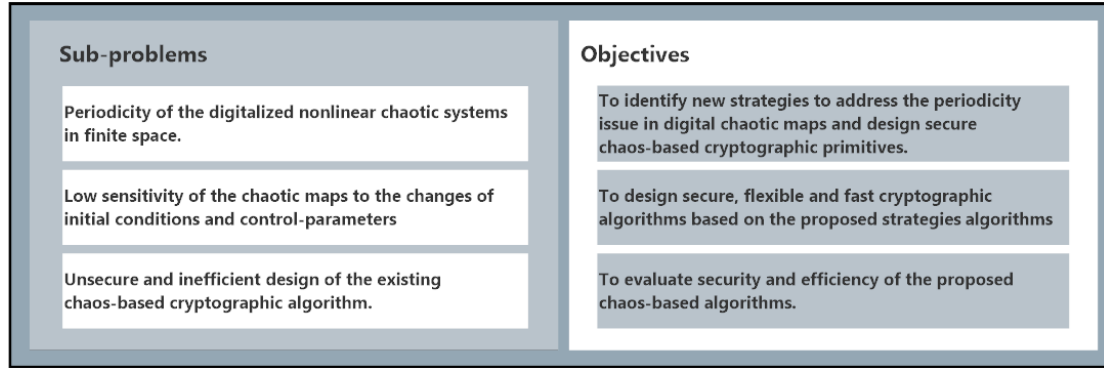 Sub-problems
Periodicity of the digitalized nonlinear chaotic systems
in finite space.
Low sensitivity of the chaotic maps to the changes of
initial conditions and control-parameters
Unsecure and inefficient design of the existing
chaos-based cryptographic algorithm.
Objectives
To identify new strategies to address the periodicity
issue in digital chaotic maps and design secure
chaos-based cryptographic primitives.
To design secure, flexible and fast cryptographic
algorithms based on the proposed strategies algorithms
To evaluate security and efficiency of the proposed
chaos-based algorithms.